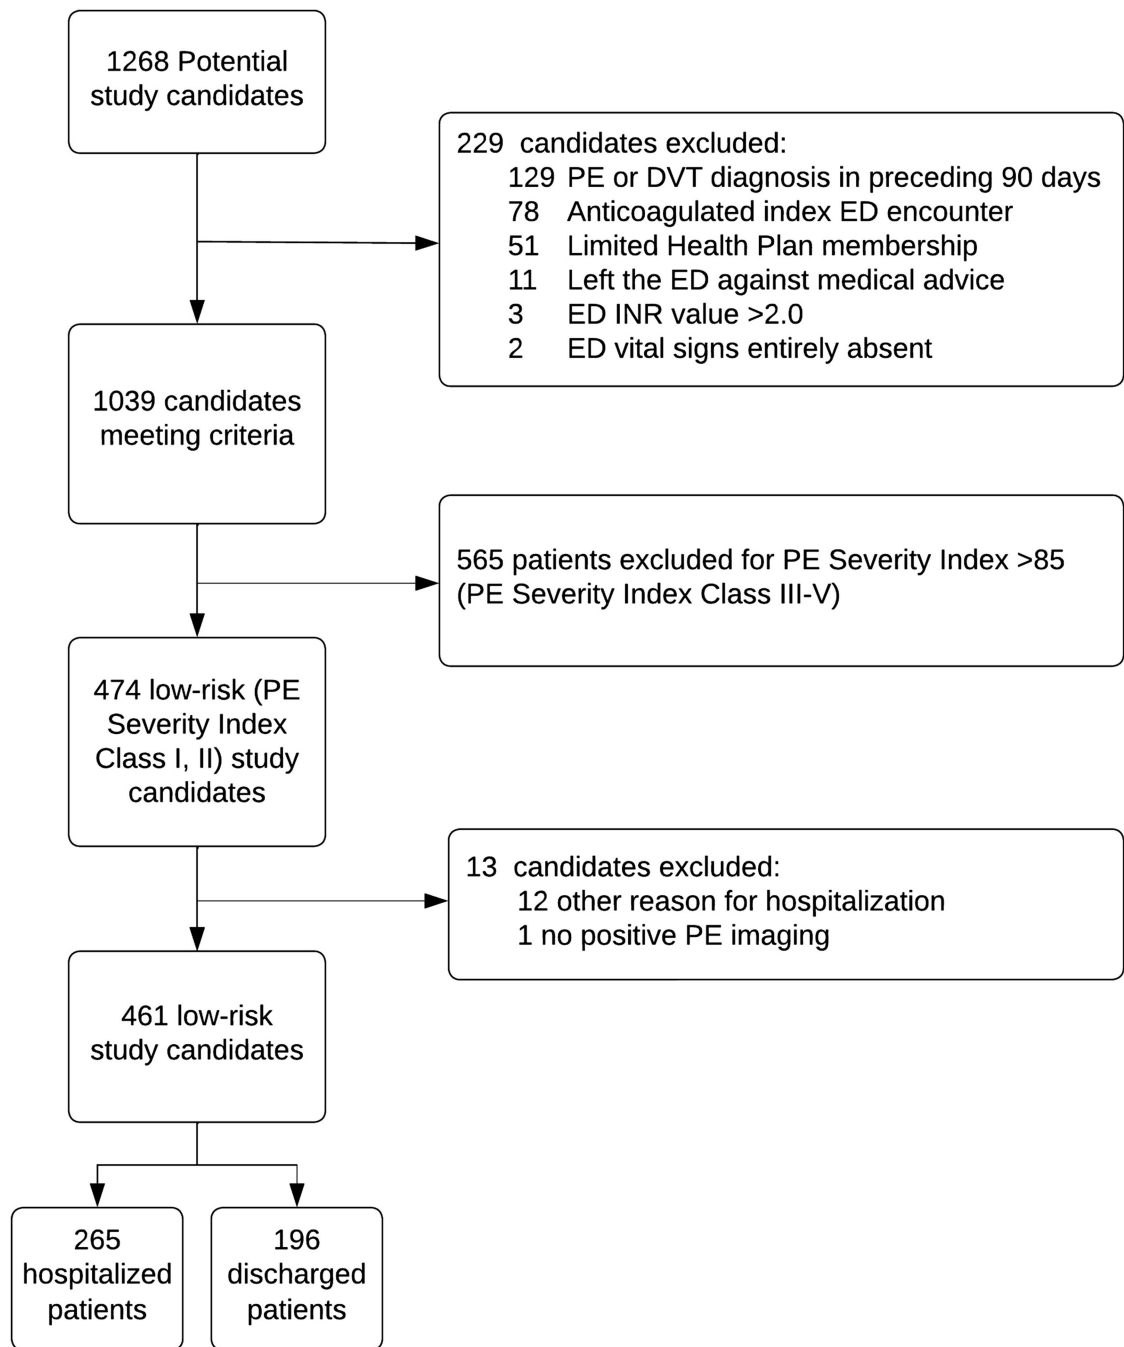 1268 Potential
study candidates
229 candidates excluded:
129 PE or DVT diagnosis in preceding 90 days
78 Anticoagulated index ED encounter
51 Limited Health Plan membership
11 Left the ED against medical advice
3 ED INR value >2.0
2 ED vital signs entirely absent
1039 candidates
meeting criteria
565 patients excluded for PE Severity Index >85
(PE Severity Index Class III-V)
474 low-risk (PE
Severity Index
Class I, II) study
candidates
13 candidates excluded:
12 other reason for hospitalization
1 no positive PE imaging
461 low-risk
study candidates
265
hospitalized
patients
196
discharged
patients